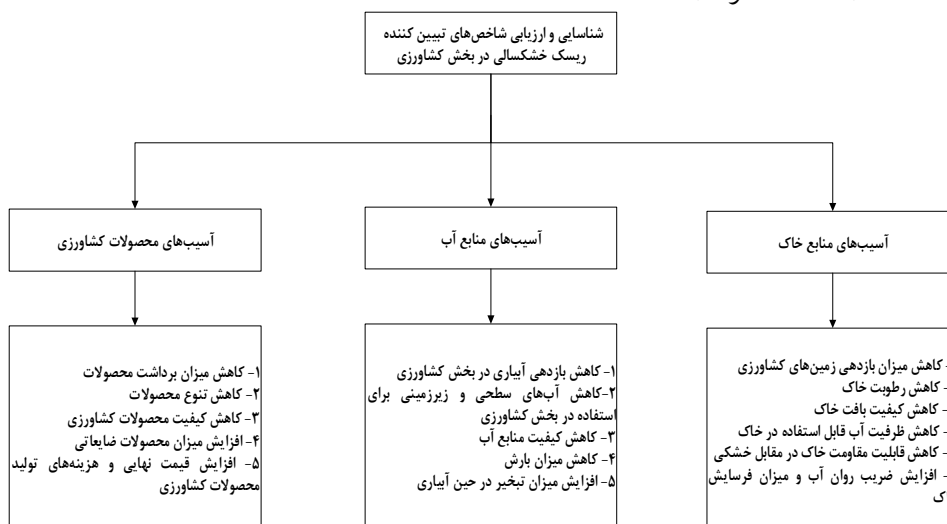 شناسایی و ارزیابی شاخص‌های تبیین کننده
ریسک خشکسالی در بخش کشاورزی
آسیب‌های منابع خاک
آسیب‌های منابع آب
آسیب‌های محصولات کشاورزی
- کاهش میزان بازدهی زمین‌های کشاورزی
- کاهش رطوبت خاک
- کاهش کیفیت بافت خاک
- کاهش ظرفیت آب قابل استفاده در خاک
- کاهش قابلیت مقاومت خاک در مقابل خشکی
- افزایش ضریب روان آب و میزان فرسایش
۱- کاهش بازدهی آبیاری در بخش کشاورزی
۲-کاهش آب‌های سطحی و زیرزمینی برای
استفاده در بخش کشاورزی
۳- کاهش کیفیت منابع آب
۴- کاهش میزان بارش
۵- افزایش میزان تبخیر در حین آبیاری
۱- کاهش میزان برداشت محصولات
۲- کاهش تنوع محصولات
۳- کاهش کیفیت محصولات کشاورزی
۴- افزایش میزان محصولات ضایعاتی
۵- افزایش قیمت نهایی و هزینه‌های تولید
محصولات کشاورزی